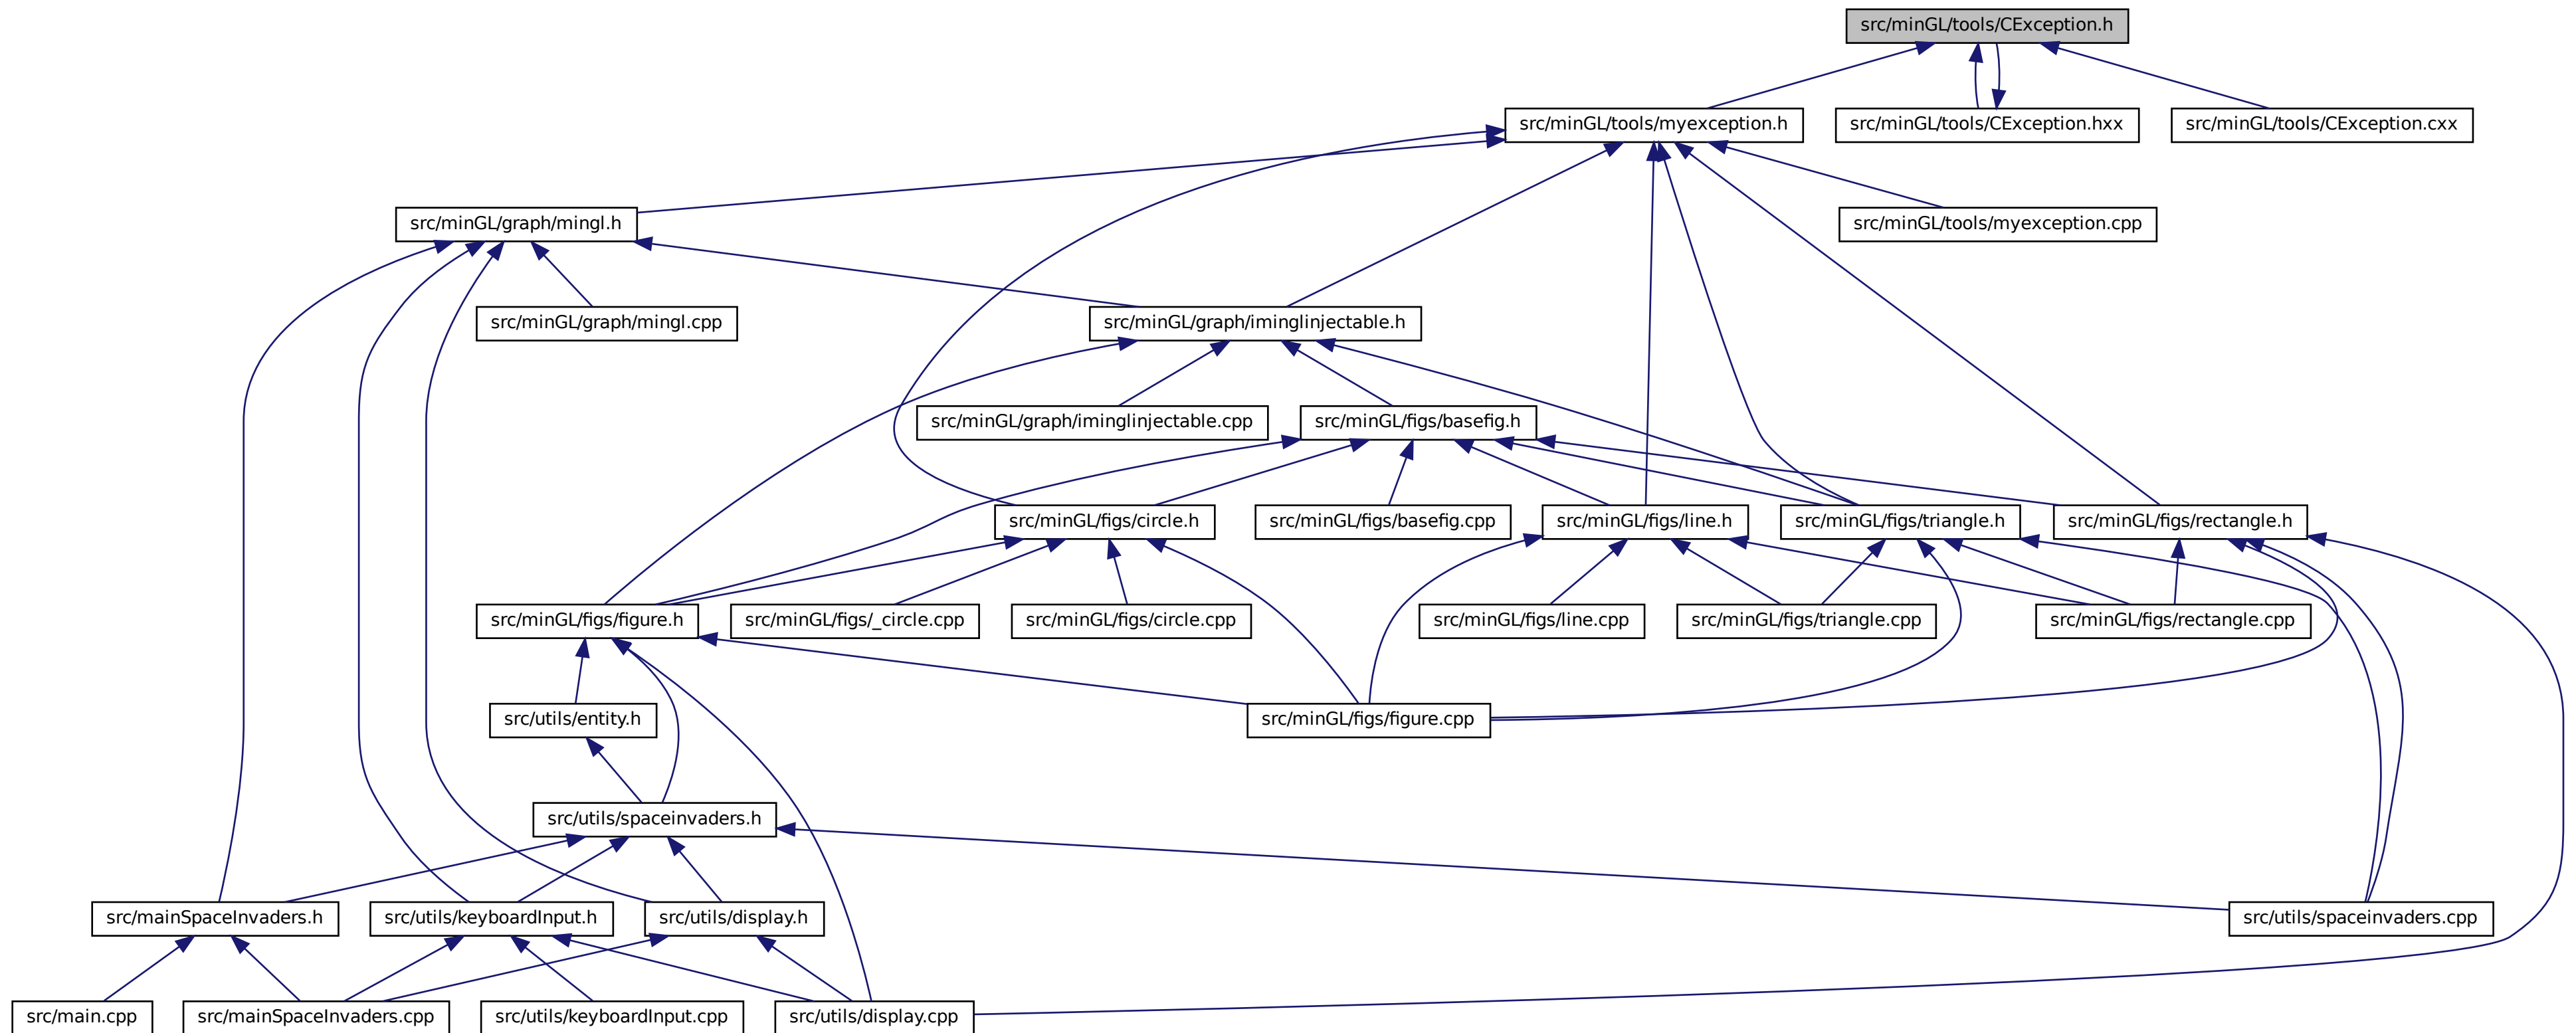 src/minGL/tools/CException.h
src/minGL/tools/myexception.h
src/minGL/tools/CException.hxx
src/minGL/tools/CException.cxx
src/minGL/graph/mingl.h
src/minGL/tools/myexception.cpp
src/minGL/graph/mingl.cpp
src/minGL/graph/iminglinjectable.h
src/minGL/graph/iminglinjectable.cpp
src/minGL/figs/basefig.h
src/minGL/figs/circle.h
src/minGL/figs/basefig.cpp
src/minGL/figs/line.h
src/minGL/figs/triangle.h
src/minGL/figs/rectangle.h
src/minGL/figs/figure.h
src/minGL/figs/_circle.cpp
src/minGL/figs/circle.cpp
src/minGL/figs/line.cpp
src/minGL/figs/triangle.cpp
src/minGL/figs/rectangle.cpp
src/utils/entity.h
src/minGL/figs/figure.cpp
src/utils/spaceinvaders.h
src/mainSpaceInvaders.h
src/utils/keyboardInput.h
src/utils/display.h
src/utils/spaceinvaders.cpp
src/main.cpp
src/mainSpaceInvaders.cpp
src/utils/keyboardInput.cpp
src/utils/display.cpp